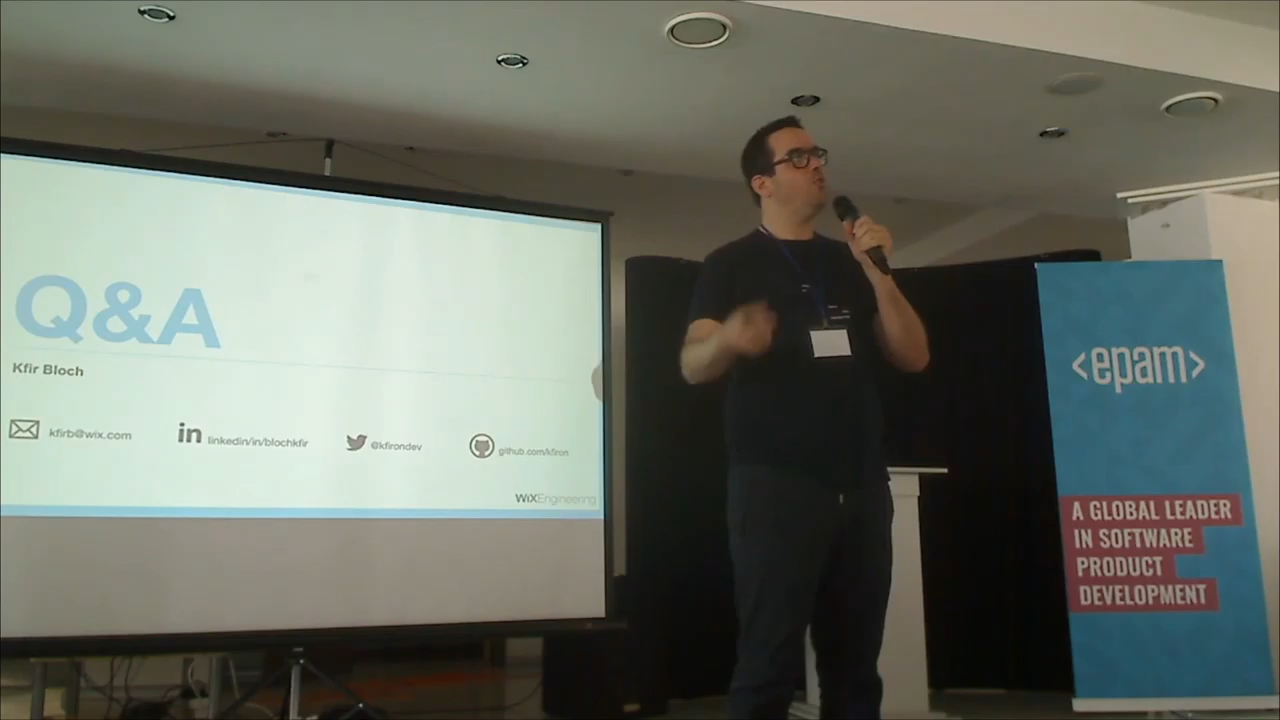 Q&A
Kfir Bloch
kfirb@wix.com
linkedin/in/blochkfir
@kfirondev
github.com/kfiron
WiXEngineering
<epam>
A GLOBAL LEADER
IN SOFTWARE
PRODUCT
DEVELOPMENT